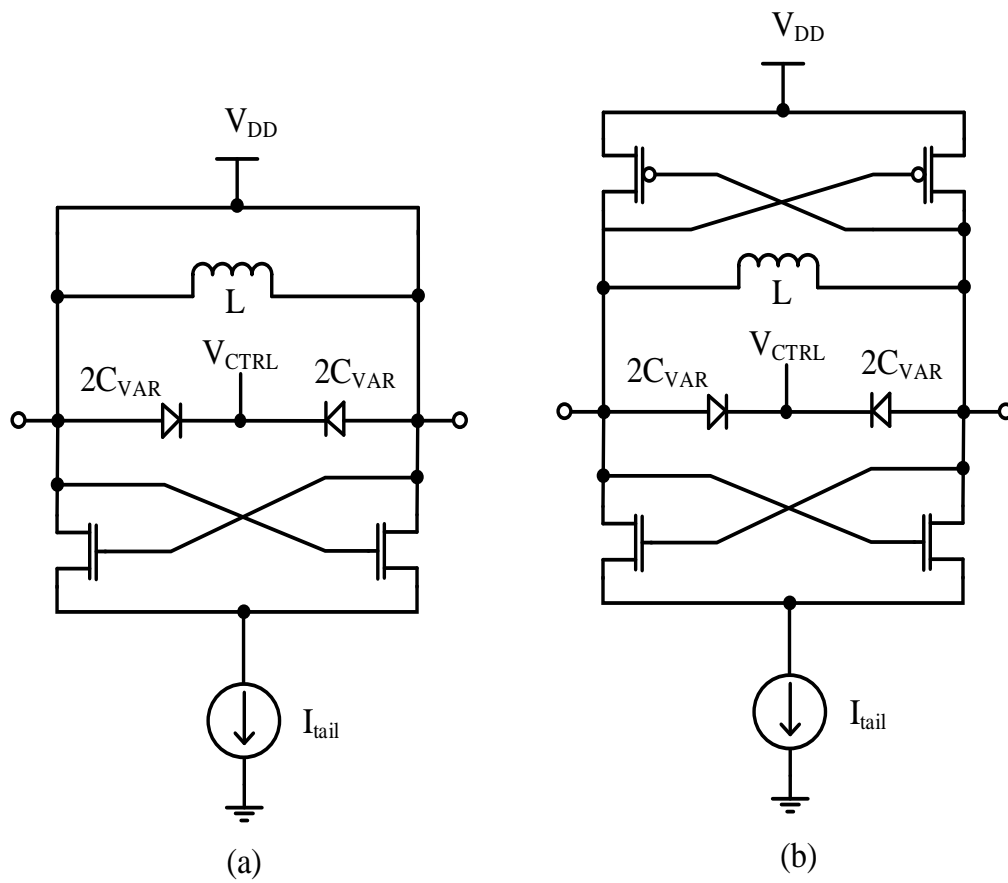 V_DD
L
V_CTRL
2C_VAR 2C_VAR
I_tail
(a)
V_DD
L
V_CTRL
2C_VAR 2C_VAR
I_tail
(b)